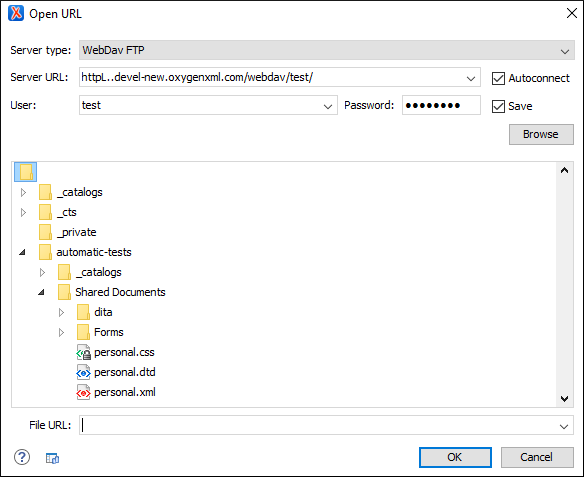 Open URL
Server type: WebDav FTP
Server URL: httpL..devel-new.oxygenxml.com/webdav/test/ Autoconnect
User: test Password: ●●●●●●●● Save
Browse
_catalogs
_cts
_private
automatic-tests
_catalogs
Shared Documents
dita
Forms
personal.css
personal.dtd
personal.xml
File URL:
? OK Cancel